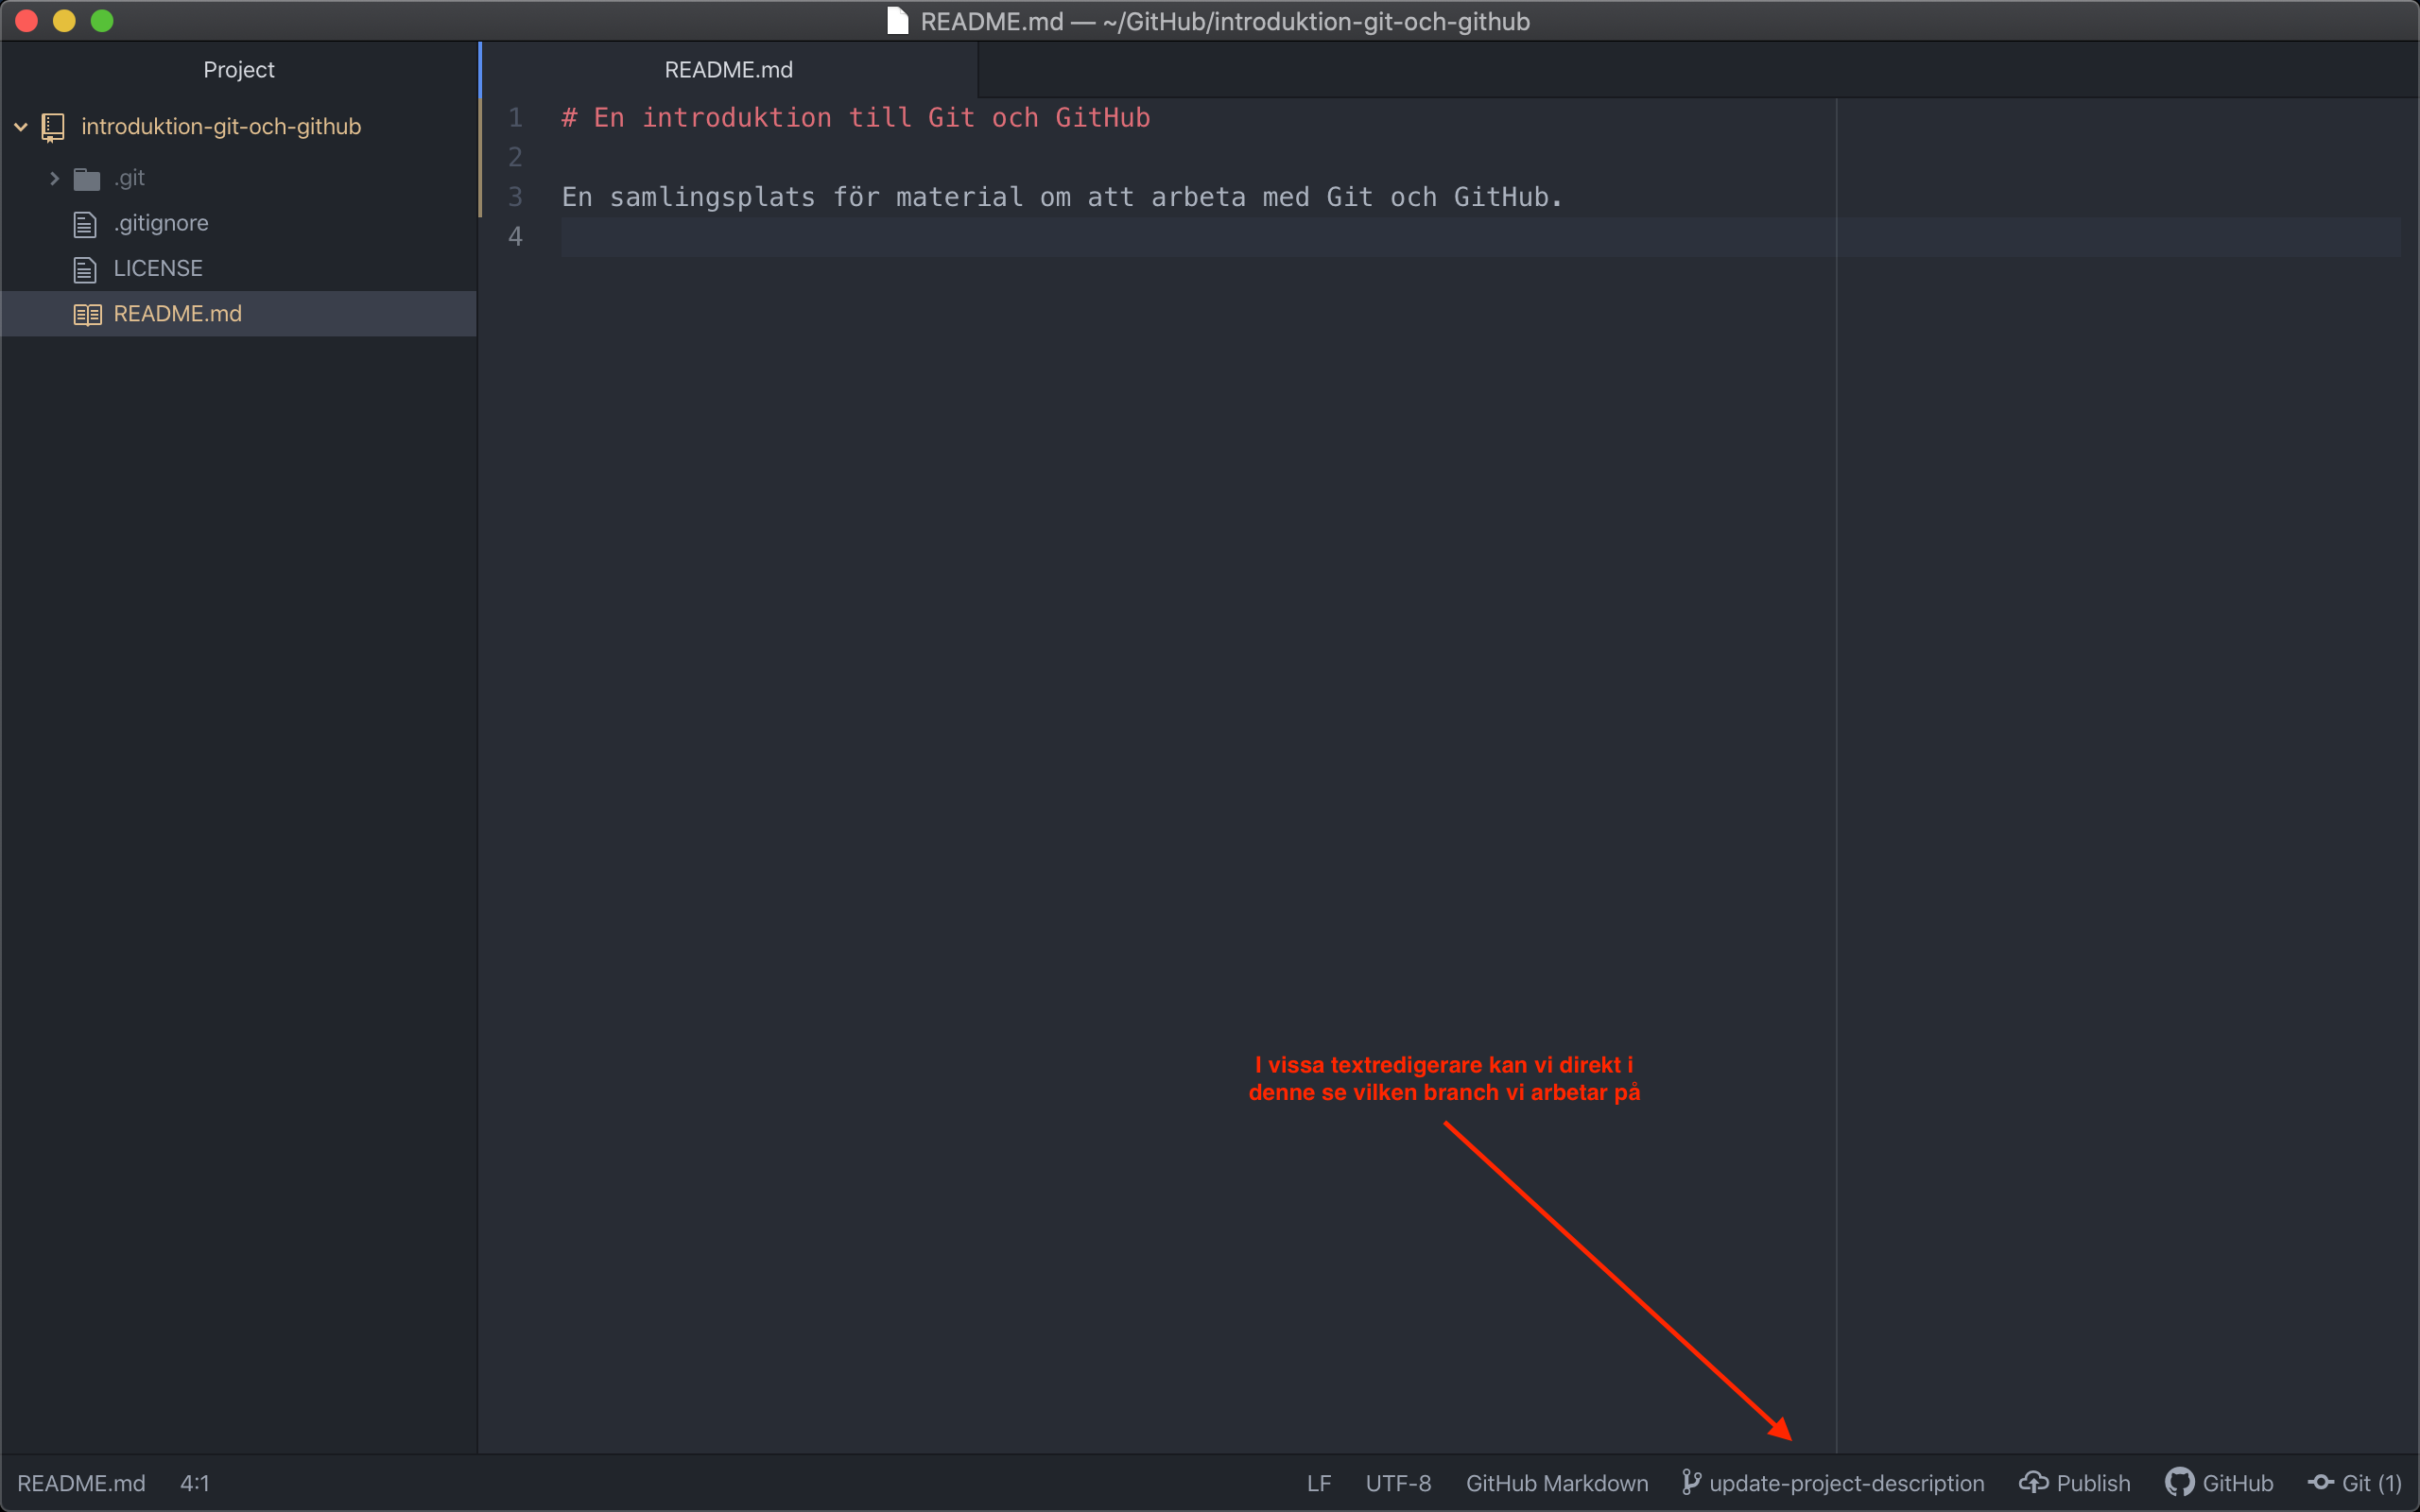 README.md — ~/GitHub/introduktion-git-och-github
Project
README.md
introduktion-git-och-github
.git
.gitignore
LICENSE
README.md
1 # En introduktion till Git och GitHub
2
3 En samlingsplats för material om att arbeta med Git och GitHub.
4
I vissa textredigerare kan vi direkt i
denne se vilken branch vi arbetar på
README.md 4:1 LF UTF-8 GitHub Markdown update-project-description Publish GitHub Git (1)